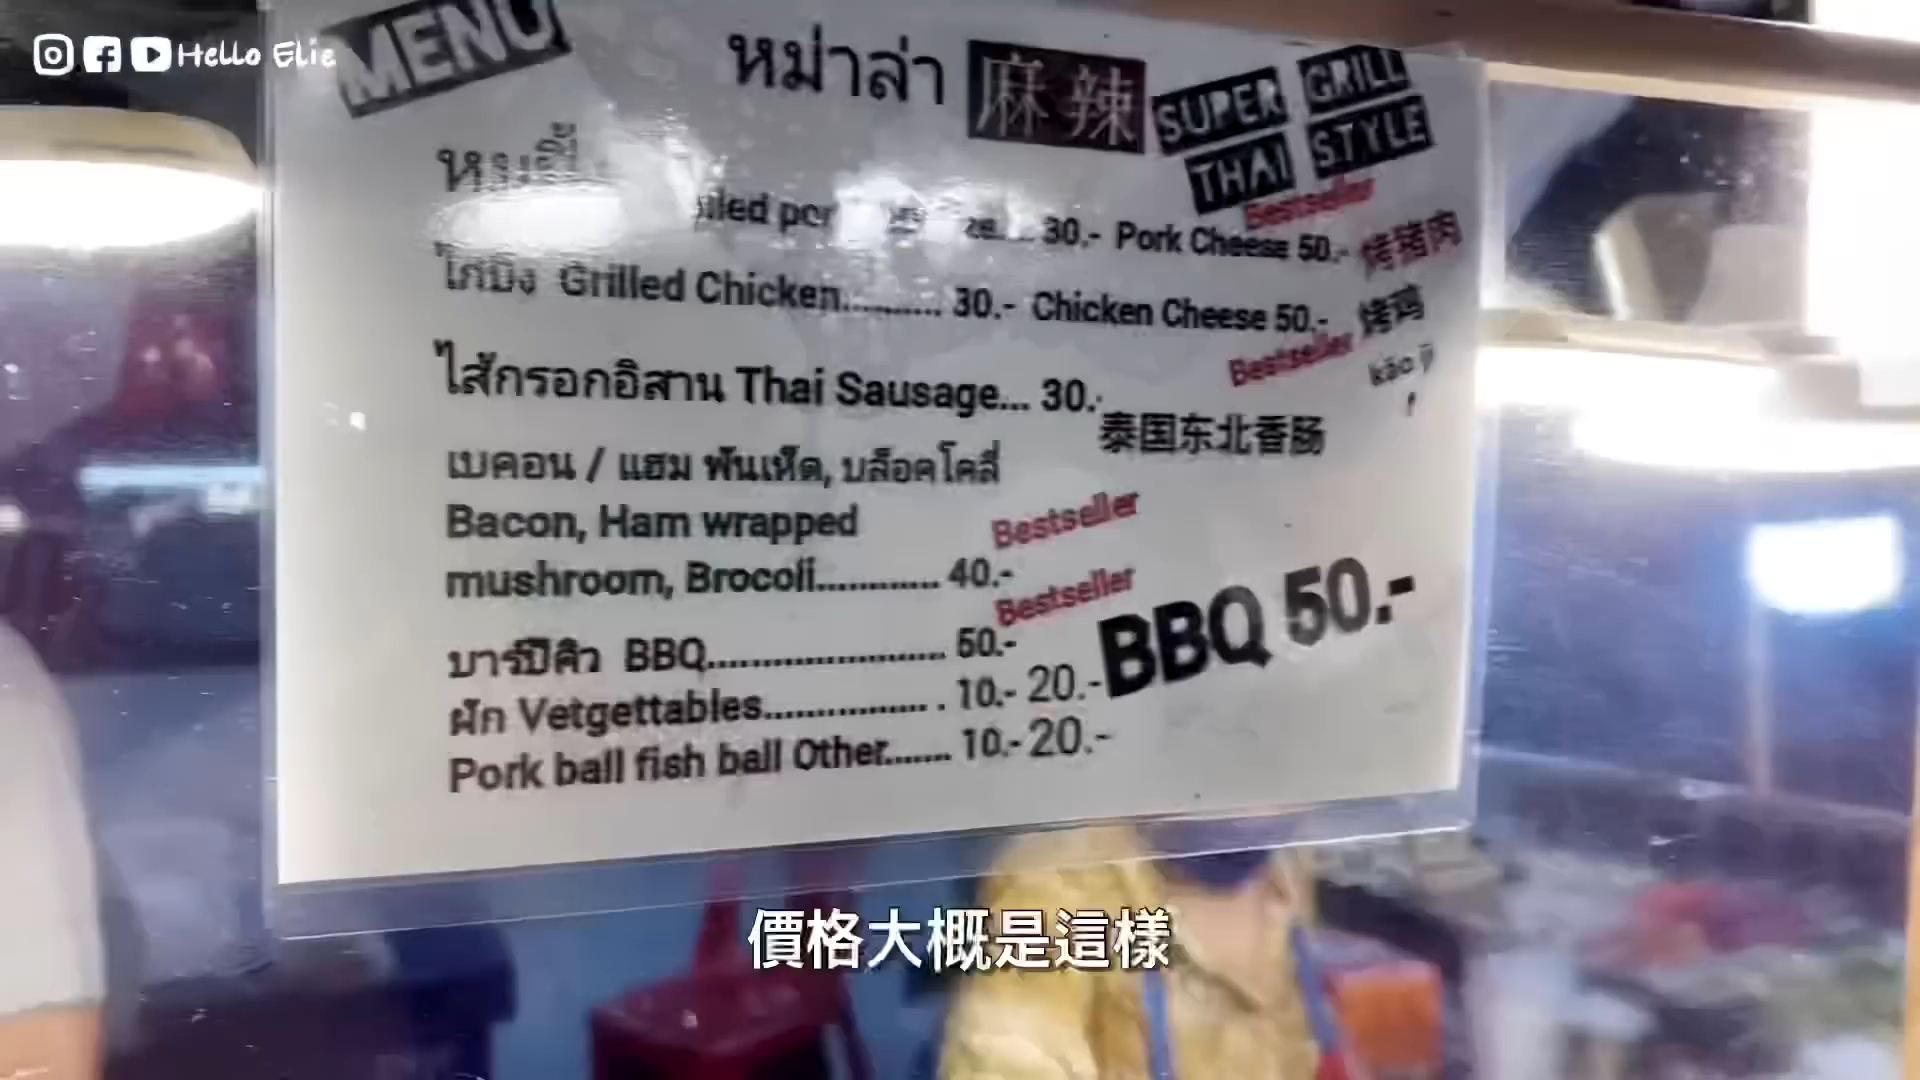 Hello Elie
MENU
หม่าล่า 麻辣 SUPER GRILL THAI STYLE
30.- Pork Cheese 50.- Bestseller 烤猪肉
ไก่ปิ้ง Grilled Chicken.......... 30.- Chicken Cheese 50.- 烤鸡
ไส้กรอกอิสาน Thai Sausage... 30.- Bestseller kǎo
泰国东北香肠
เบคอน / แฮม พันเห็ด, บล็อคโคลี่
Bacon, Ham wrapped Bestseller
mushroom, Brocoli............ 40.-
Bestseller
บาร์บีคิว BBQ....................... 50.- BBQ 50.-
ผัก Vetgettables................ . 10.- 20.-
Pork ball fish ball Other....... 10.- 20.-
價格大概是這樣